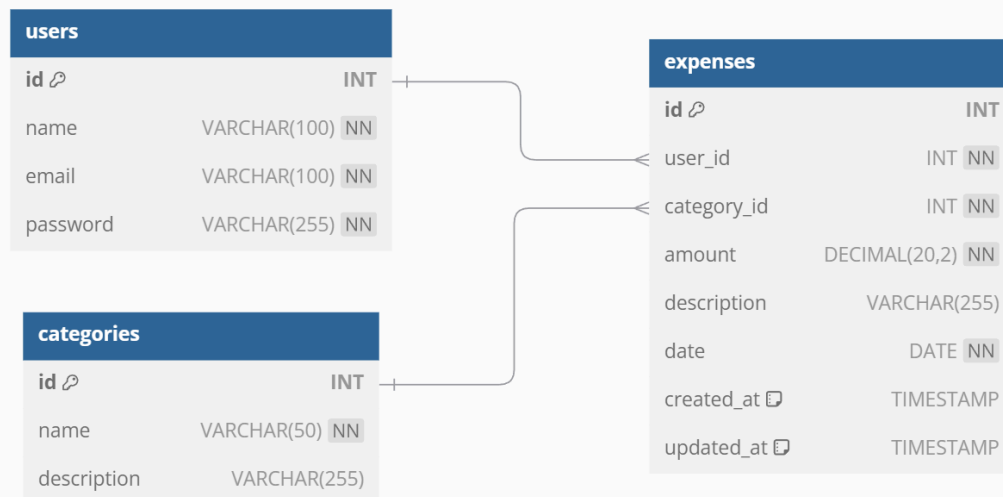 users
id INT
name VARCHAR(100) NN
email VARCHAR(100) NN
password VARCHAR(255) NN
categories
id INT
name VARCHAR(50) NN
description VARCHAR(255)
expenses
id INT
user_id INT NN
category_id INT NN
amount DECIMAL(20,2) NN
description VARCHAR(255)
date DATE NN
created_at TIMESTAMP
updated_at TIMESTAMP